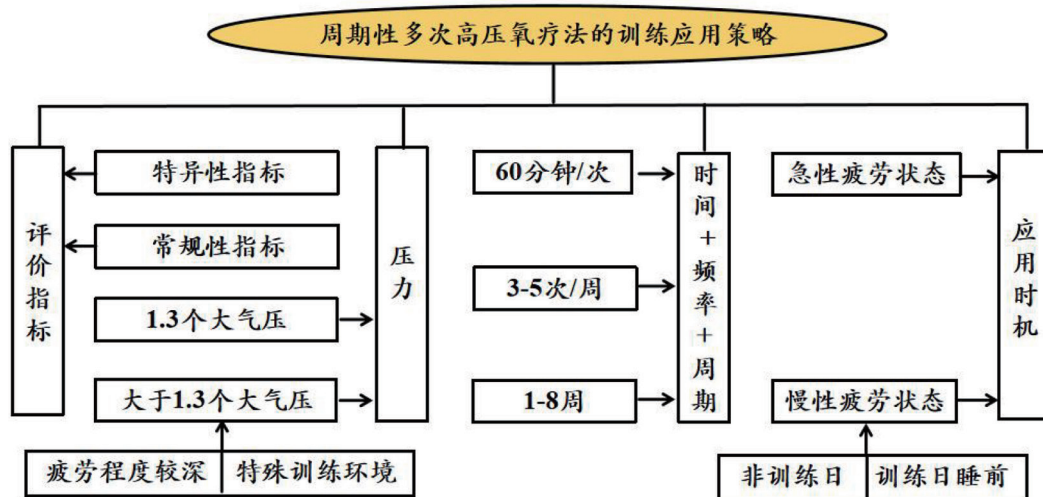 周期性多次高压氧疗法的训练应用策略
评价指标
特异性指标
常规性指标
1.3个大气压
大于1.3个大气压
疲劳程度较深
特殊训练环境
压力
60分钟/次
3-5次/周
1-8周
时间+频率+周期
急性疲劳状态
慢性疲劳状态
非训练日
训练日睡前
应用时机